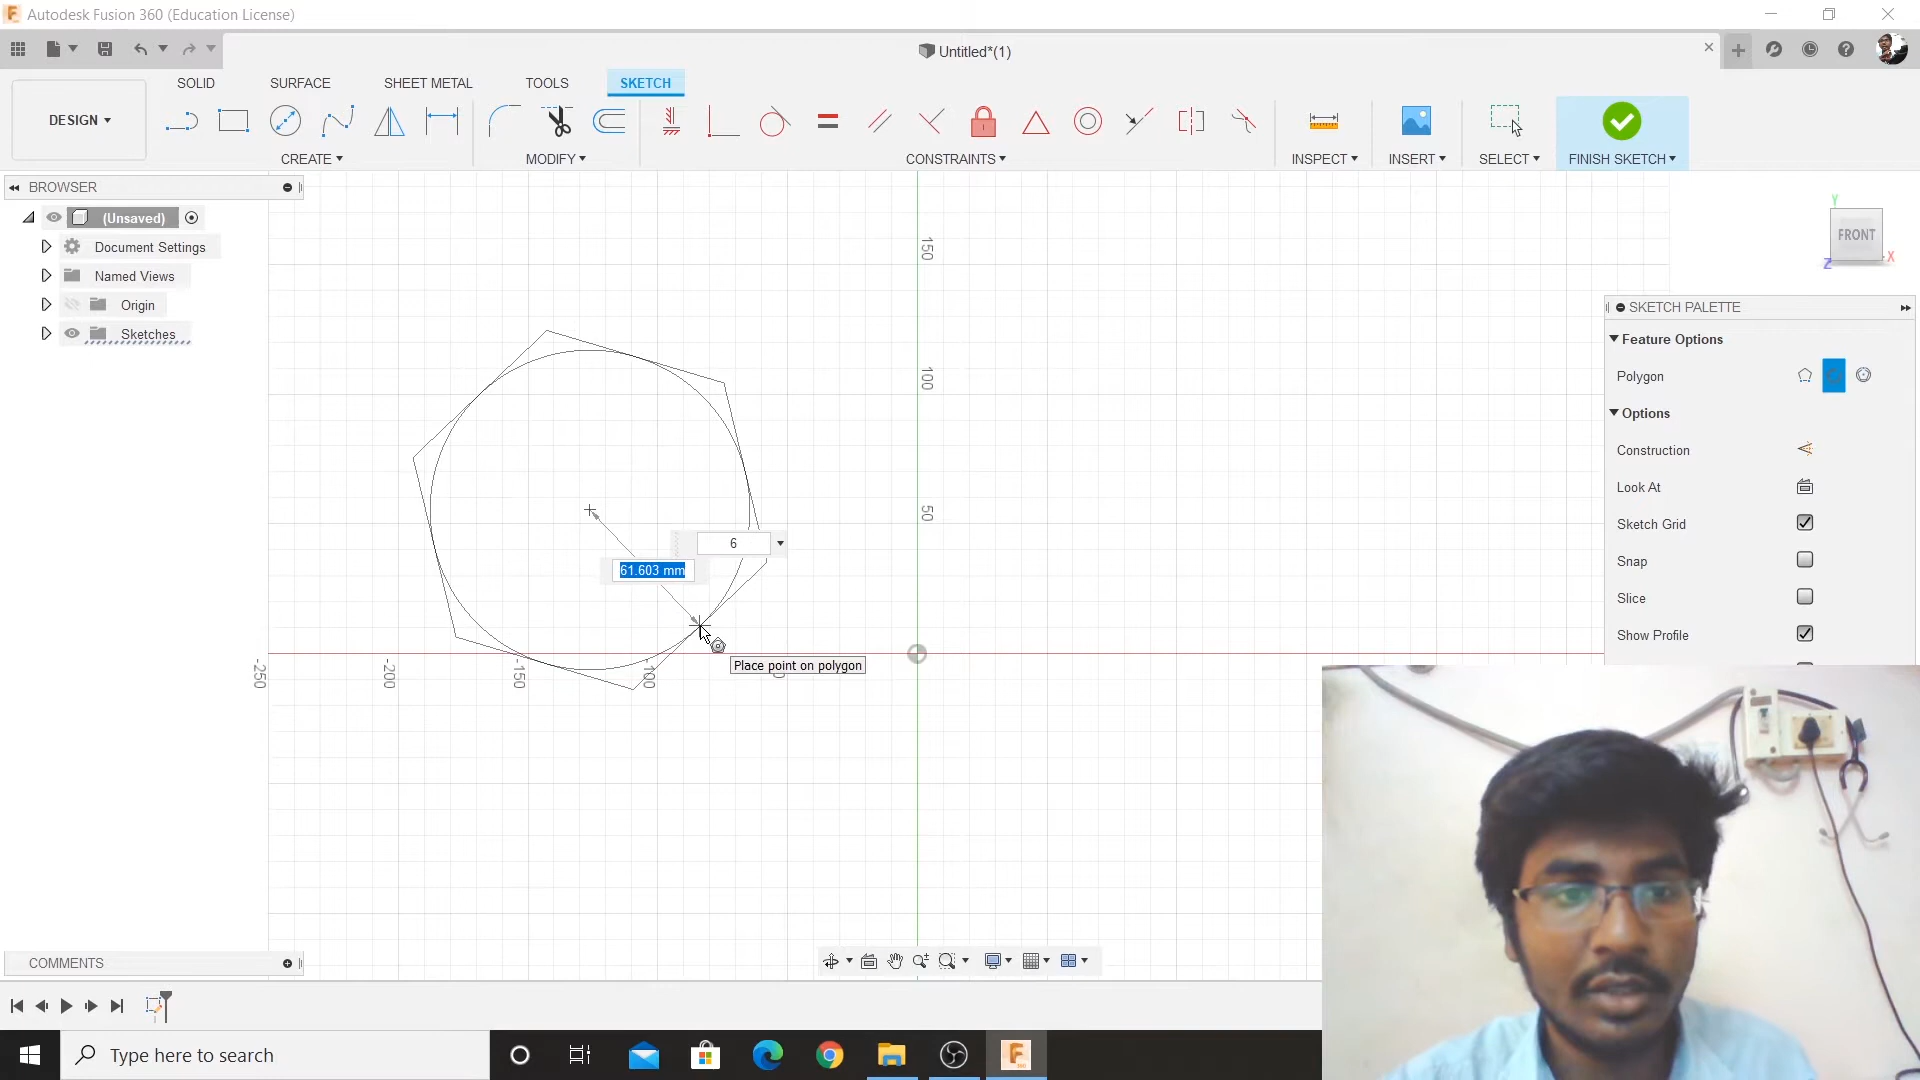 Autodesk Fusion 360 (Education License)
Untitled*(1)
SOLID SURFACE SHEET METAL TOOLS SKETCH
DESIGN
CREATE MODIFY CONSTRAINTS INSPECT INSERT SELECT FINISH SKETCH
BROWSER
(Unsaved)
Document Settings
Named Views
Origin
Sketches
150
100
50
-250
-200
-150
-100
6
61.603 mm
Place point on polygon
Y
FRONT
X
Z
SKETCH PALETTE
Feature Options
Polygon
Options
Construction
Look At
Sketch Grid
Snap
Slice
Show Profile
COMMENTS
Type here to search